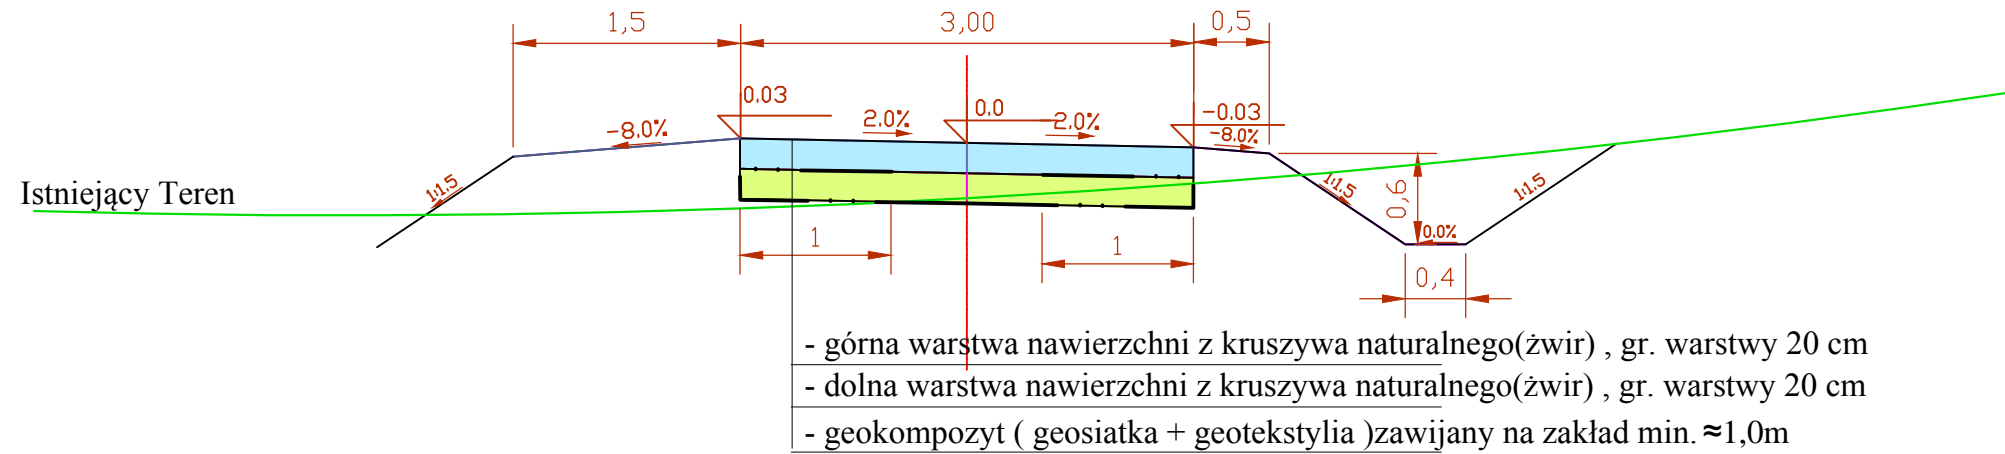 1,5 3,00 0,5
0.03 0.0 -0.03
-8.0% 2.0% 2.0% -8.0%
1:1.5 1:1.5 1:1.5
Istniejący Teren
0,6
0.0%
1 1
0,4
- górna warstwa nawierzchni z kruszywa naturalnego(żwir) , gr. warstwy 20 cm
- dolna warstwa nawierzchni z kruszywa naturalnego(żwir) , gr. warstwy 20 cm
- geokompozyt ( geosiatka + geotekstylia )zawijany na zakład min. ≈1,0m